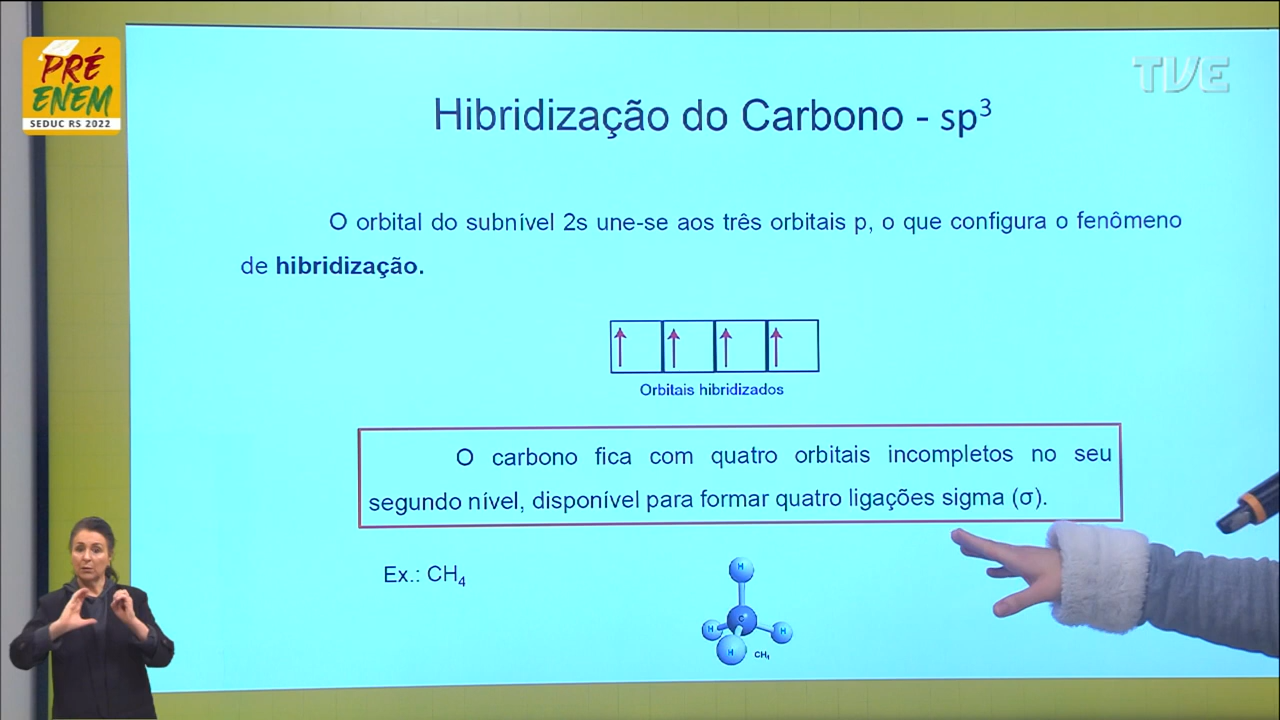 PRÉ
ENEM
SEDUC RS 2022
TVE
Hibridização do Carbono - sp³
O orbital do subnível 2s une-se aos três orbitais p, o que configura o fenômeno
de hibridização.
Orbitais hibridizados
O carbono fica com quatro orbitais incompletos no seu
segundo nível, disponível para formar quatro ligações sigma (σ).
Ex.: CH₄
H
C
H
H
H
CH₄